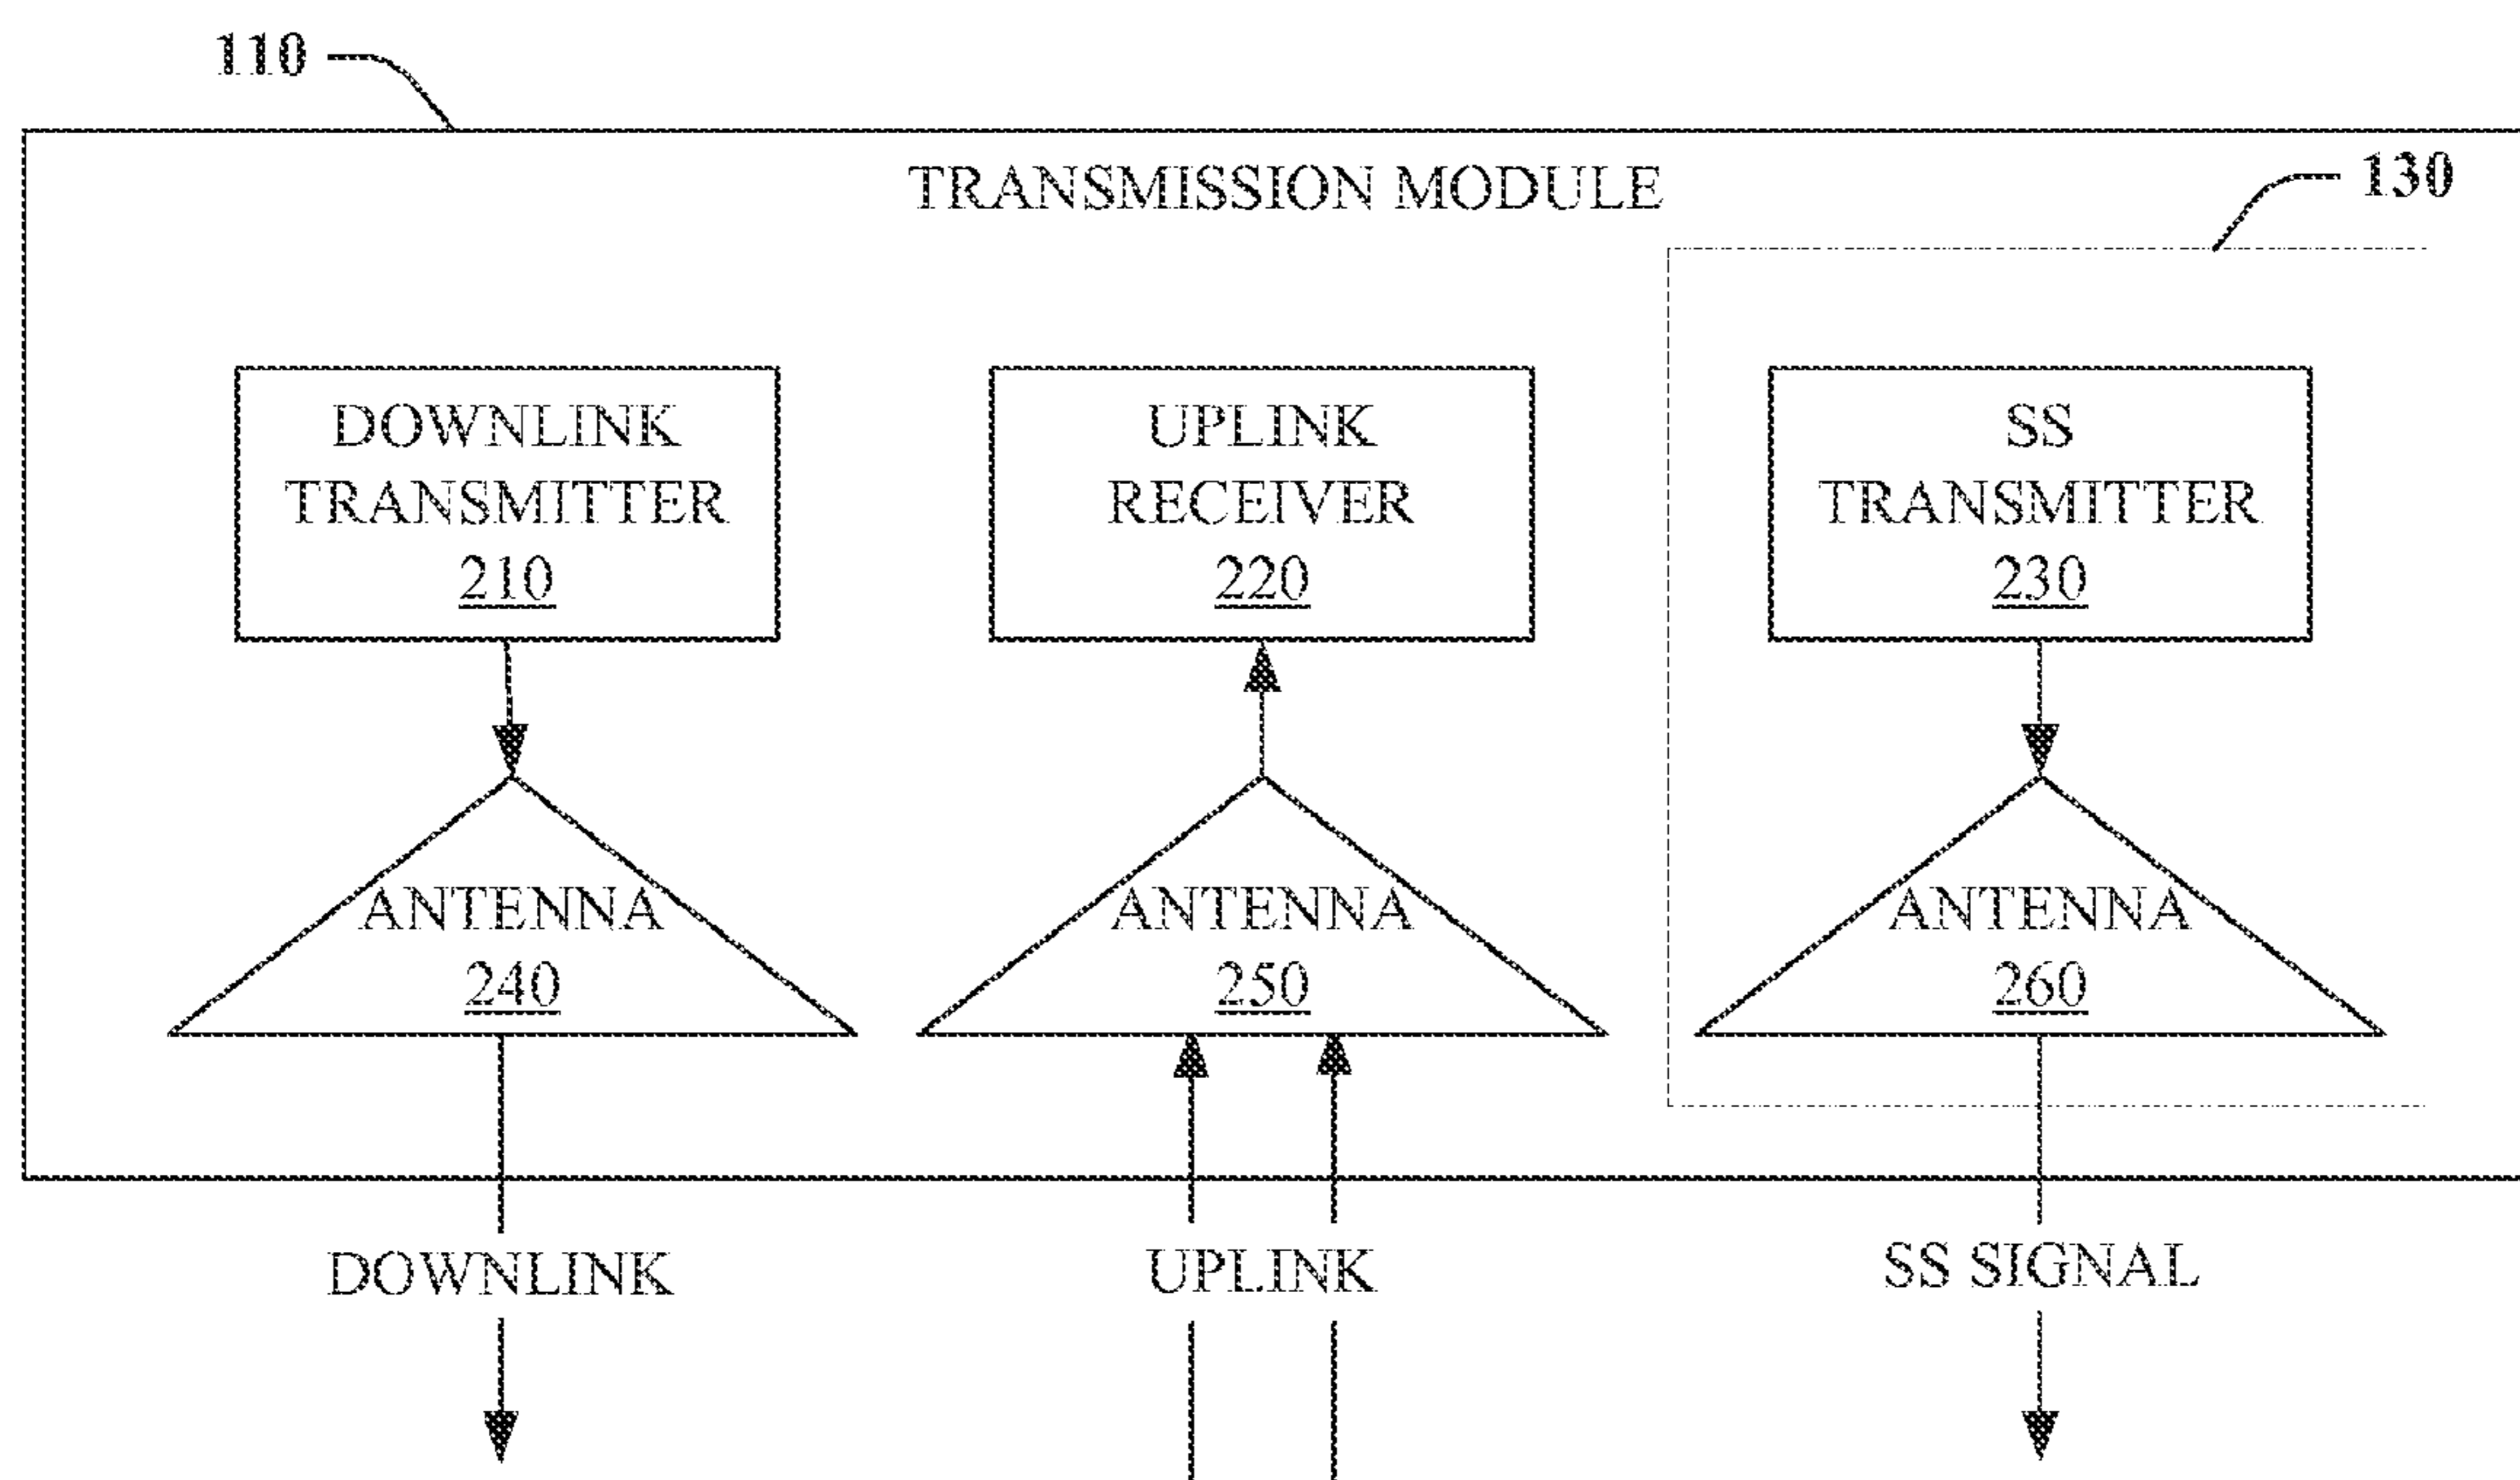 110
TRANSMISSION MODULE
130
DOWNLINK
TRANSMITTER
210
UPLINK
RECEIVER
220
SS
TRANSMITTER
230
ANTENNA
240
ANTENNA
250
ANTENNA
260
DOWNLINK
UPLINK
SS SIGNAL